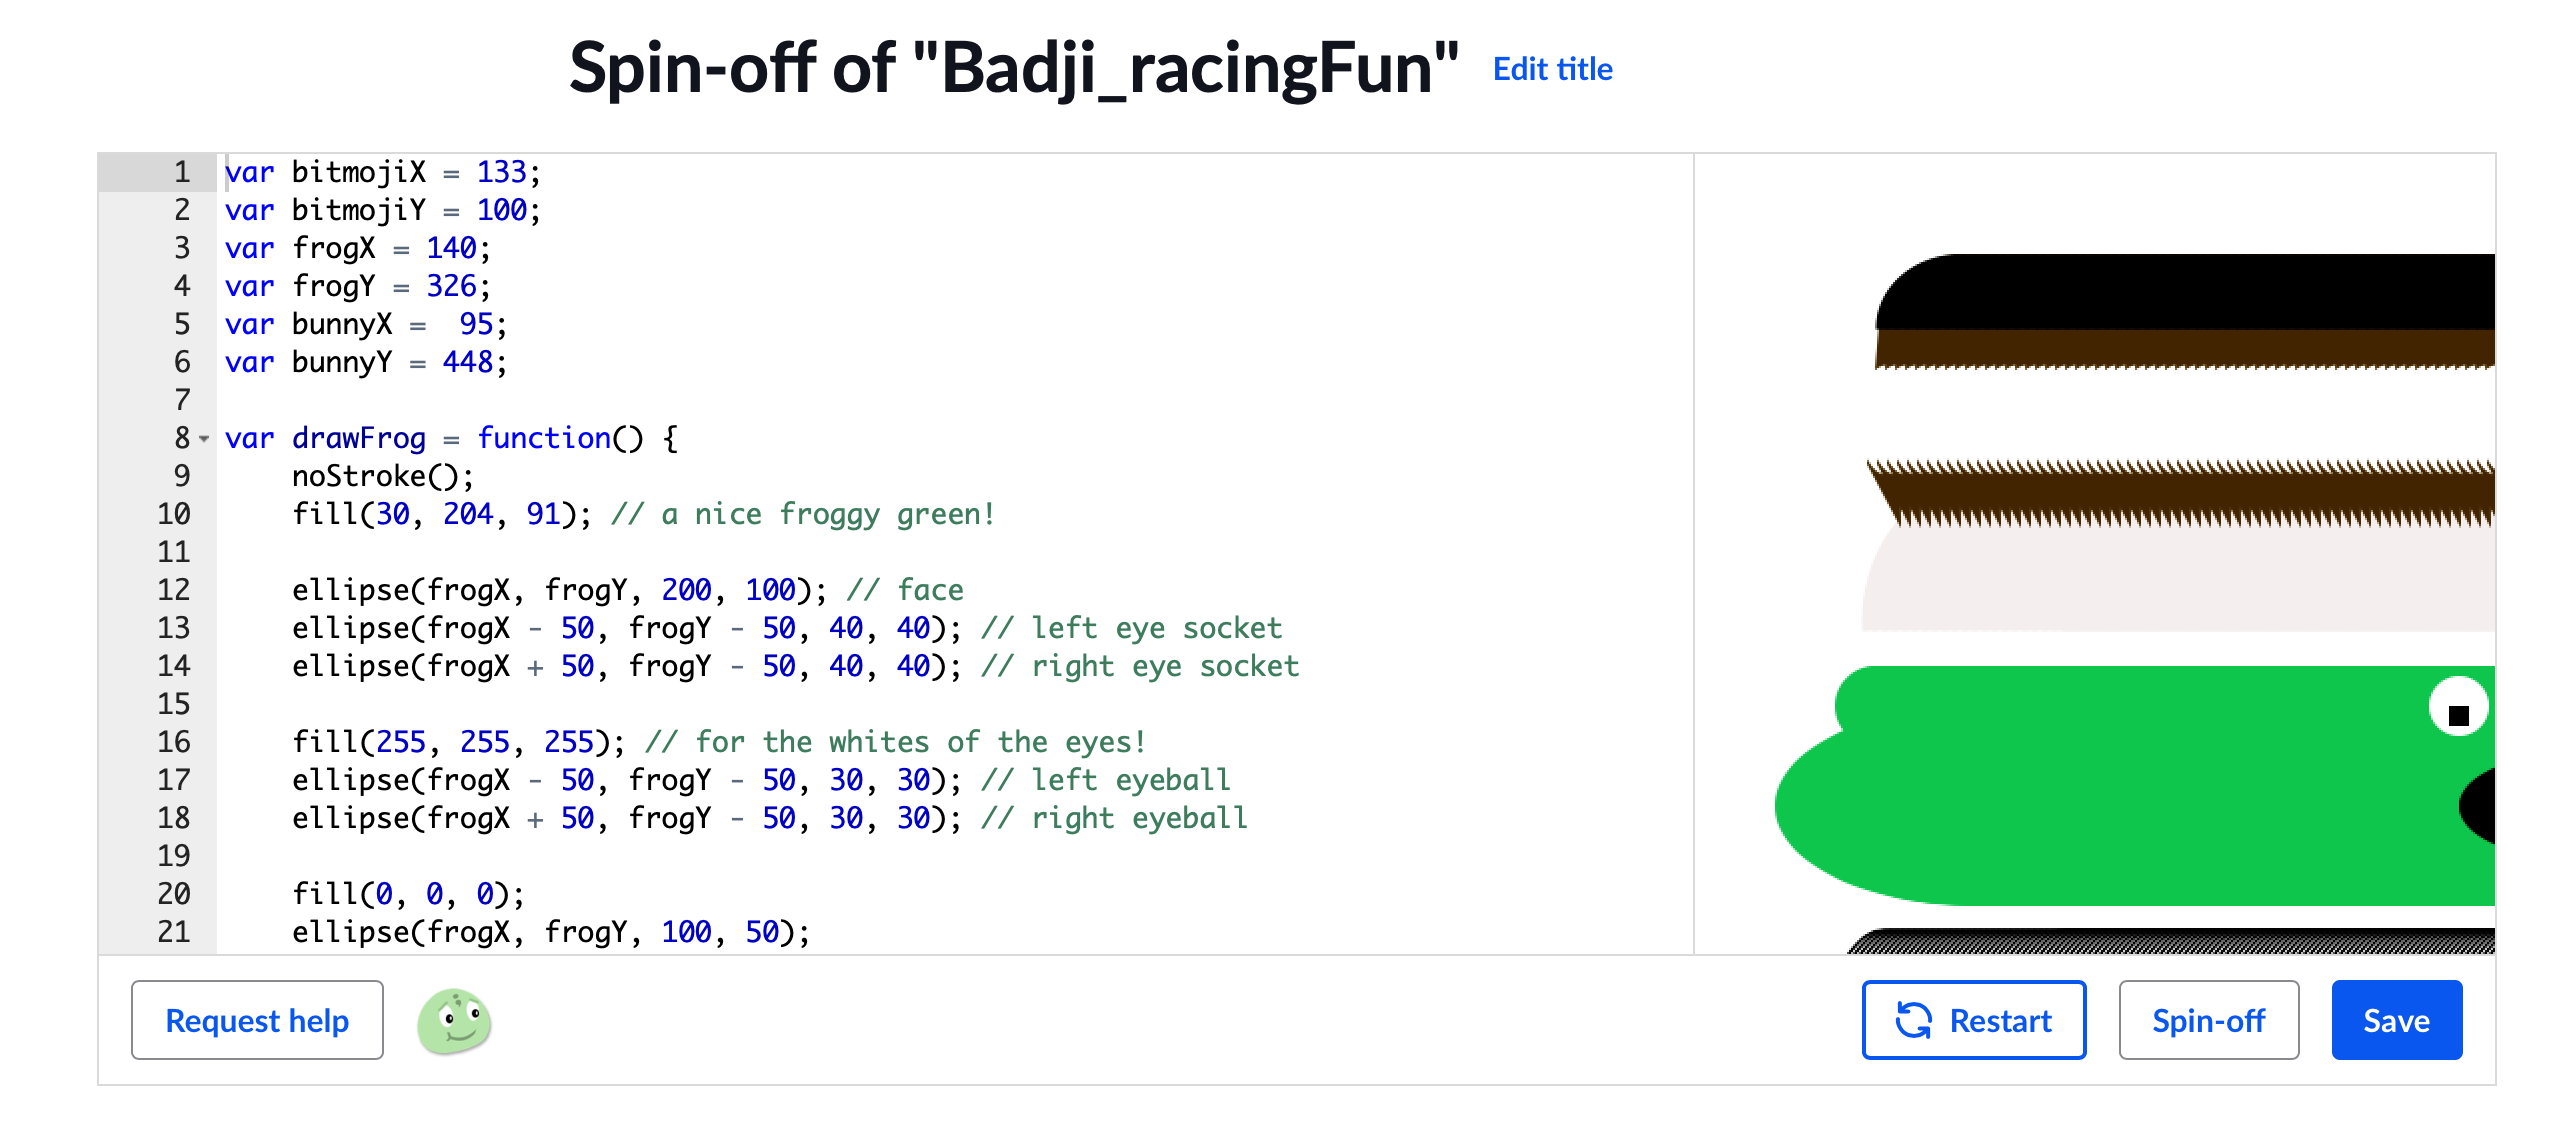 Spin-off of "Badji_racingFun" Edit title
1 var bitmojiX = 133;
2 var bitmojiY = 100;
3 var frogX = 140;
4 var frogY = 326;
5 var bunnyX =  95;
6 var bunnyY = 448;
7
8 var drawFrog = function() {
9     noStroke();
10     fill(30, 204, 91); // a nice froggy green!
11
12     ellipse(frogX, frogY, 200, 100); // face
13     ellipse(frogX - 50, frogY - 50, 40, 40); // left eye socket
14     ellipse(frogX + 50, frogY - 50, 40, 40); // right eye socket
15
16     fill(255, 255, 255); // for the whites of the eyes!
17     ellipse(frogX - 50, frogY - 50, 30, 30); // left eyeball
18     ellipse(frogX + 50, frogY - 50, 30, 30); // right eyeball
19
20     fill(0, 0, 0);
21     ellipse(frogX, frogY, 100, 50);
Request help Restart Spin-off Save